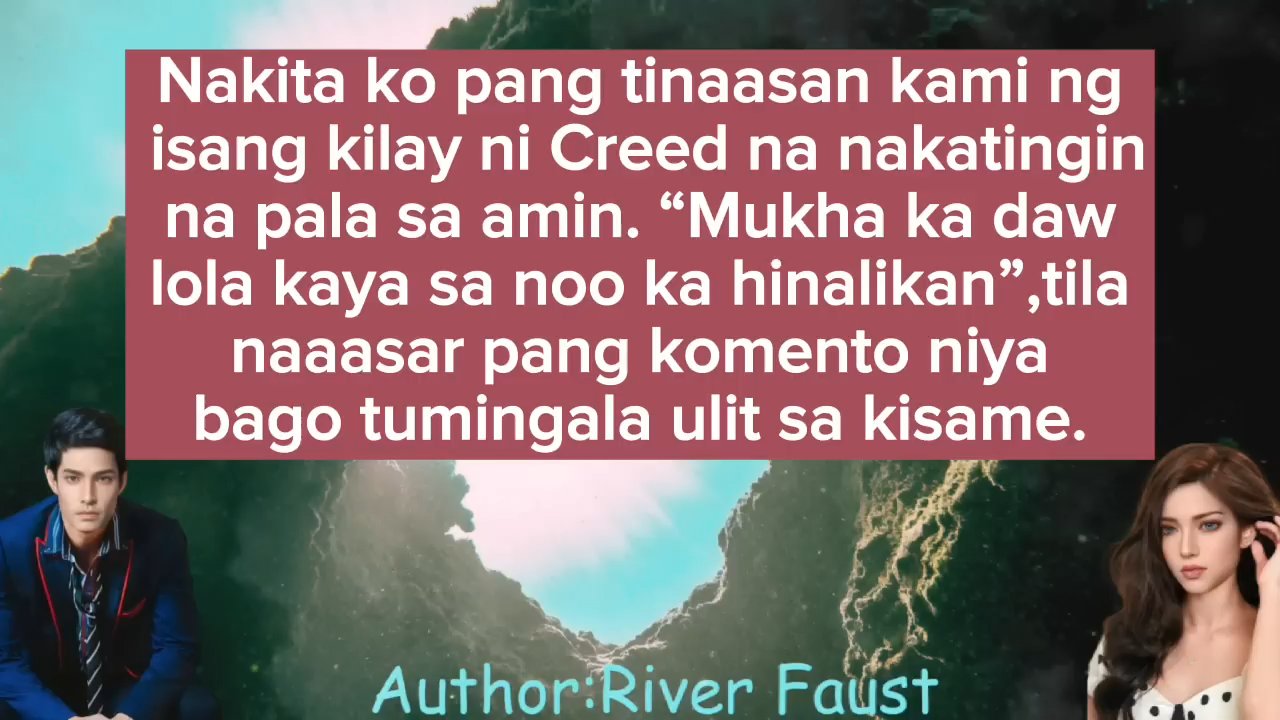 Nakita ko pang tinaasan kami ng
isang kilay ni Creed na nakatingin
na pala sa amin. “Mukha ka daw
lola kaya sa noo ka hinalikan”,tila
naaasar pang komento niya
bago tumingala ulit sa kisame.
Author:River Faust